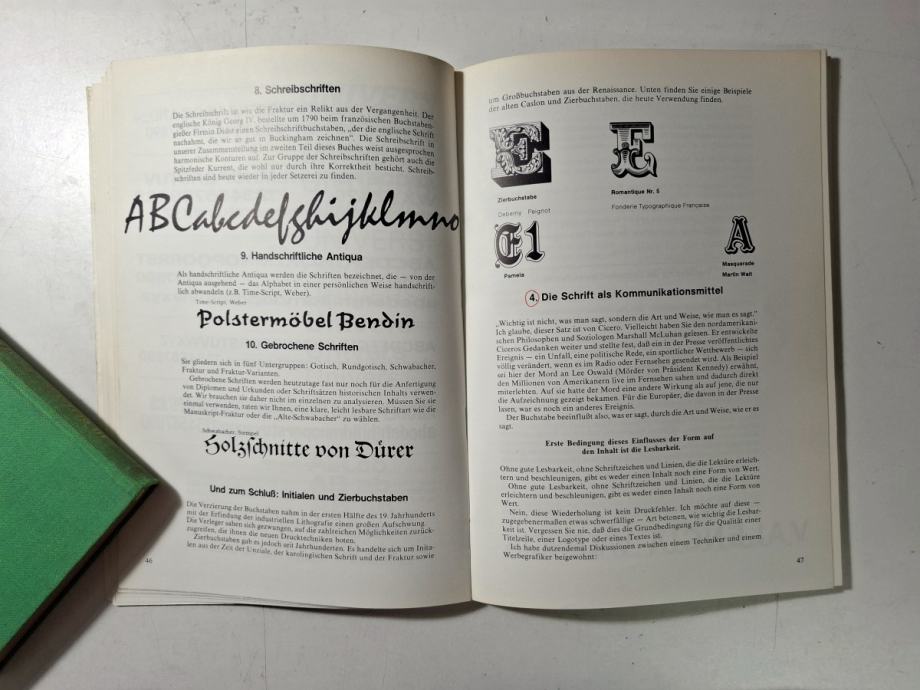 8. Schreibschriften
Die Schreibschrift ist wie die Fraktur ein Relikt aus der Vergangenheit. Der
englische König Georg IV. bestellte um 1790 beim französischen Buchstaben-
gießer Firmin Didot einen Schreibschriftbuchstaben, „der die englische Schrift
nachahmt, die wir so gut in Buckingham zeichnen“. Die Schreibschrift in
unserer Zusammenstellung im zweiten Teil dieses Buches weist ausgesprochen
harmonische Konturen auf. Zur Gruppe der Schreibschriften gehört auch die
Spitzfeder Kurrent, die wohl nur durch ihre Korrektheit besticht. Schreib-
schriften sind heute wieder in jeder Setzerei zu finden.
ABCabcdefghijklmno
9. Handschriftliche Antiqua
Als handschriftliche Antiqua werden die Schriften bezeichnet, die — von der
Antiqua ausgehend — das Alphabet in einer persönlichen Weise handschrift-
lich abwandeln (z.B. Time-Script, Weber).
Time-Script, Weber
Polstermöbel Bendin
10. Gebrochene Schriften
Sie gliedern sich in fünf Untergruppen: Gotisch, Rundgotisch, Schwabacher,
Fraktur und Fraktur-Varianten.
Gebrochene Schriften werden heutzutage fast nur noch für die Anfertigung
von Diplomen und Urkunden oder Schriftsätzen historischen Inhalts verwen-
det. Wir brauchen sie daher nicht im einzelnen zu analysieren. Müssen Sie sie
einmal verwenden, raten wir Ihnen, eine klare, leicht lesbare Schriftart wie die
Manuskript-Fraktur oder die „Alte-Schwabacher“ zu wählen.
Schwabacher, Stempel
Holzschnitte von Dürer
Und zum Schluß: Initialen und Zierbuchstaben
Die Verzierung der Buchstaben nahm in der ersten Hälfte des 19. Jahrhunderts
mit der Erfindung der industriellen Lithografie einen großen Aufschwung.
Die Verleger sahen sich gezwungen, auf die zahlreichen Möglichkeiten zurück-
zugreifen, die ihnen die neuen Drucktechniken boten.
Zierbuchstaben gab es jedoch seit Jahrhunderten. Es handelte sich um Initia-
len aus der Zeit der Unziale, der karolingischen Schrift und der Fraktur sowie
46
um Großbuchstaben aus der Renaissance. Unten finden Sie einige Beispiele
der alten Caslon und Zierbuchstaben, die heute Verwendung finden.
E E
Zierbuchstabe
Romantique Nr. 5
Deberny Peignot
Fonderie Typographique Française
E1 A
Pamela
Masquerade
Martin Wait
4. Die Schrift als Kommunikationsmittel
„Wichtig ist nicht, was man sagt, sondern die Art und Weise, wie man es sagt.“
Ich glaube, dieser Satz ist von Cicero. Vielleicht haben Sie den nordamerikani-
schen Philosophen und Soziologen Marshall McLuhan gelesen. Er entwickelte
Ciceros Gedanken weiter und stellte fest, daß ein in der Presse veröffentlichtes
Ereignis — ein Unfall, eine politische Rede, ein sportlicher Wettbewerb — sich
völlig verändert, wenn es im Radio oder Fernsehen gesendet wird. Als Beispiel
sei hier der Mord an Lee Oswald (Mörder von Präsident Kennedy) erwähnt,
den Millionen von Amerikanern live im Fernsehen sahen und dadurch direkt
miterlebten. Auf sie hatte der Mord eine andere Wirkung als auf jene, die nur
die Aufzeichnung gezeigt bekamen. Für die Europäer, die davon in der Presse
lasen, war es noch ein anderes Ereignis.
Der Buchstabe beeinflußt also, was er sagt, durch die Art und Weise, wie er es
sagt.
Erste Bedingung dieses Einflusses der Form auf
den Inhalt ist die Lesbarkeit.
Ohne gute Lesbarkeit, ohne Schriftzeichen und Linien, die die Lektüre erleich-
tern und beschleunigen, gibt es weder einen Inhalt noch eine Form von Wert.
Ohne gute Lesbarkeit, ohne Schriftzeichen und Linien, die die Lektüre
erleichtern und beschleunigen, gibt es weder einen Inhalt noch eine Form von
Wert.
Nein, diese Wiederholung ist kein Druckfehler. Ich möchte auf diese —
zugegebenermaßen etwas schwerfällige — Art betonen, wie wichtig die Lesbar-
keit ist. Vergessen Sie nie, daß dies die Grundbedingung für die Qualität einer
Titelzeile, einer Logotype oder eines Textes ist.
Ich habe dutzendemal Diskussionen zwischen einem Techniker und einem
Werbegrafiker beigewohnt:
47